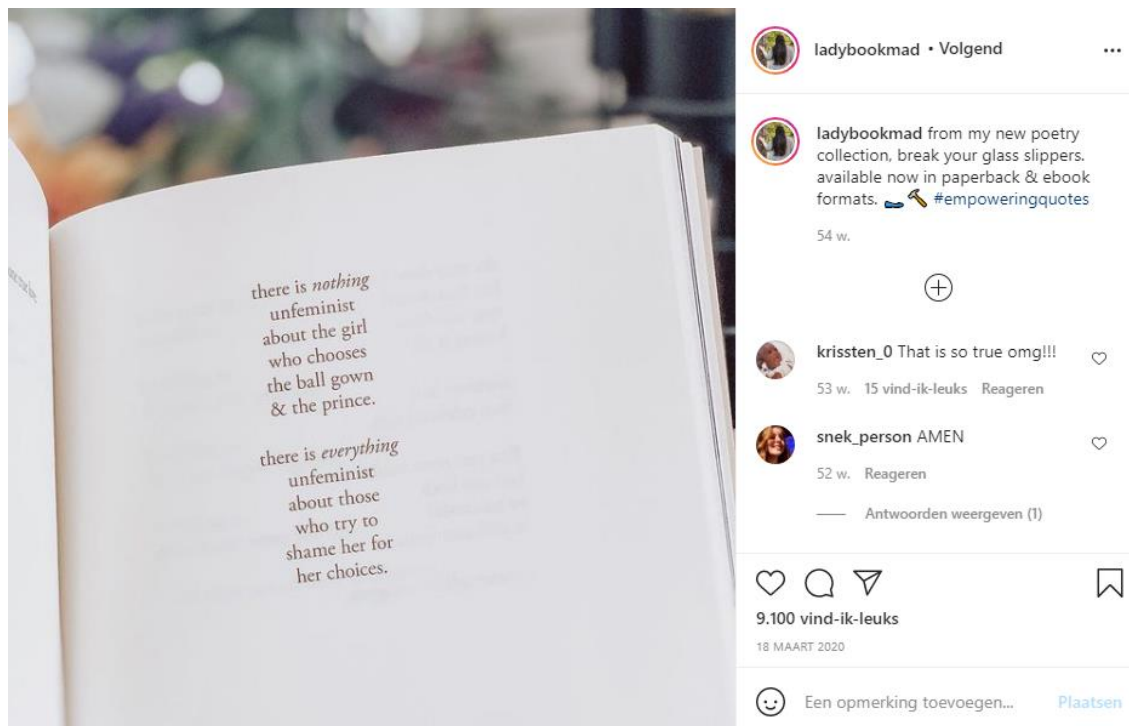 there is nothing
unfeminist
about the girl
who chooses
the ball gown
& the prince.
there is everything
unfeminist
about those
who try to
shame her for
her choices.
ladybookmad • Volgend
ladybookmad from my new poetry
collection, break your glass slippers.
available now in paperback & ebook
formats. 🥿🔨 #empoweringquotes
54 w.
krissten_0 That is so true omg!!!
53 w. 15 vind-ik-leuks Reageren
snek_person AMEN
52 w. Reageren
Antwoorden weergeven (1)
9.100 vind-ik-leuks
18 MAART 2020
Een opmerking toevoegen... Plaatsen